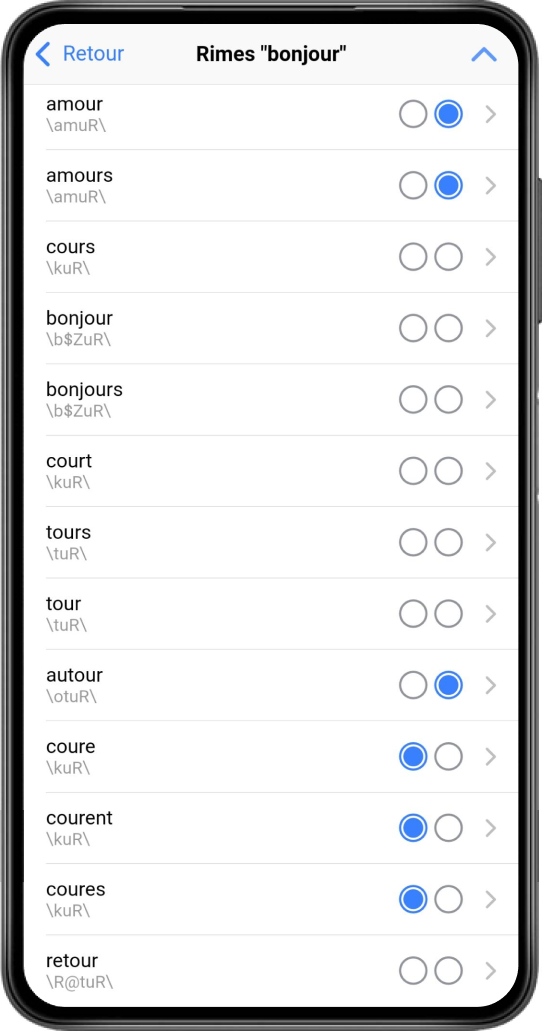 Retour
Rimes "bonjour"
amour
\amuR\
amours
\amuR\
cours
\kuR\
bonjour
\b$ZuR\
bonjours
\b$ZuR\
court
\kuR\
tours
\tuR\
tour
\tuR\
autour
\otuR\
coure
\kuR\
courent
\kuR\
coures
\kuR\
retour
\R@tuR\